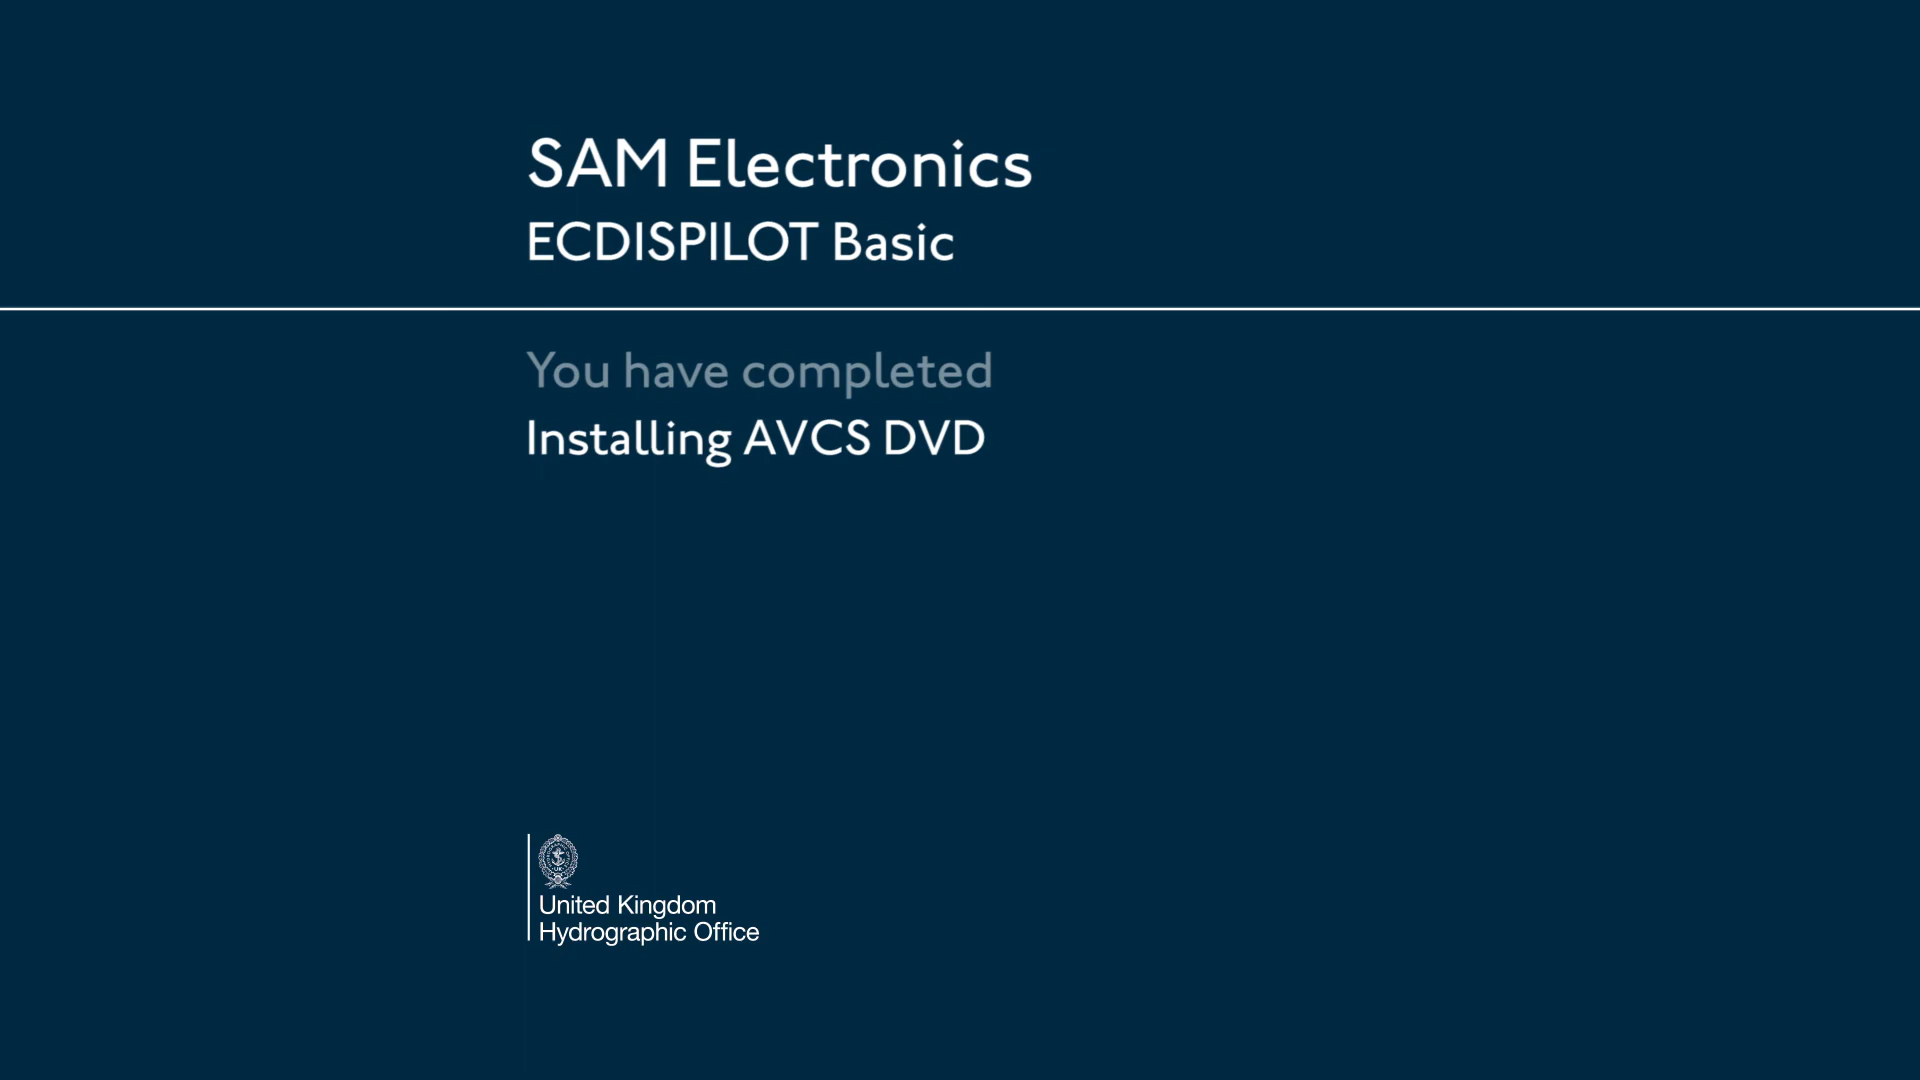 SAM Electronics
ECDISPILOT Basic
You have completed
Installing AVCS DVD
United Kingdom
Hydrographic Office